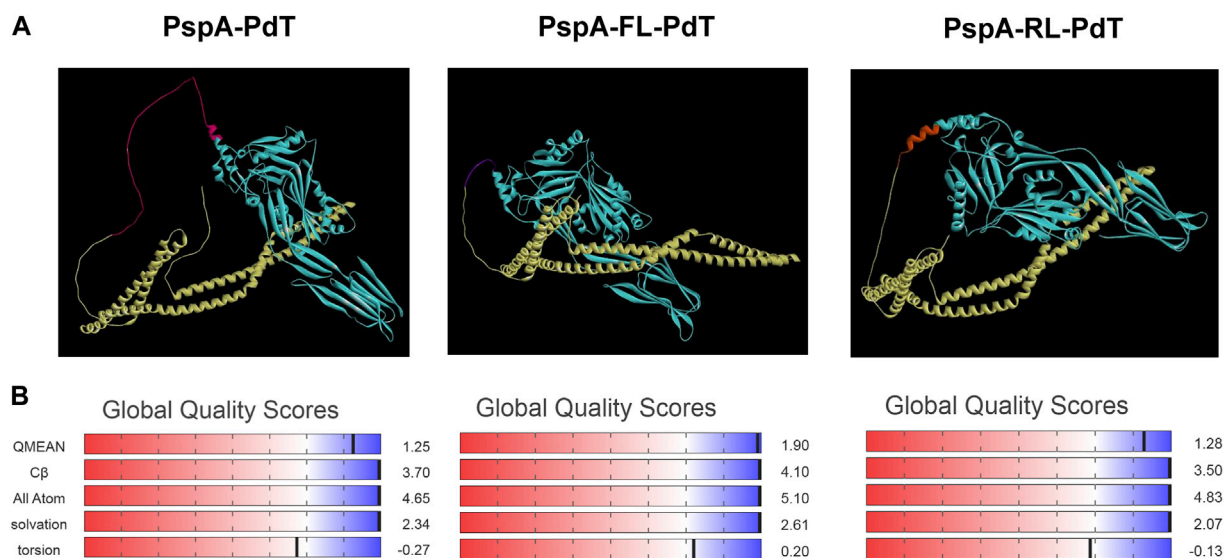 A
PspA-PdT
PspA-FL-PdT
PspA-RL-PdT
B
Global Quality Scores
QMEAN 1.25
Cβ 3.70
All Atom 4.65
solvation 2.34
torsion -0.27
Global Quality Scores
1.90
4.10
5.10
2.61
0.20
Global Quality Scores
1.28
3.50
4.83
2.07
-0.13